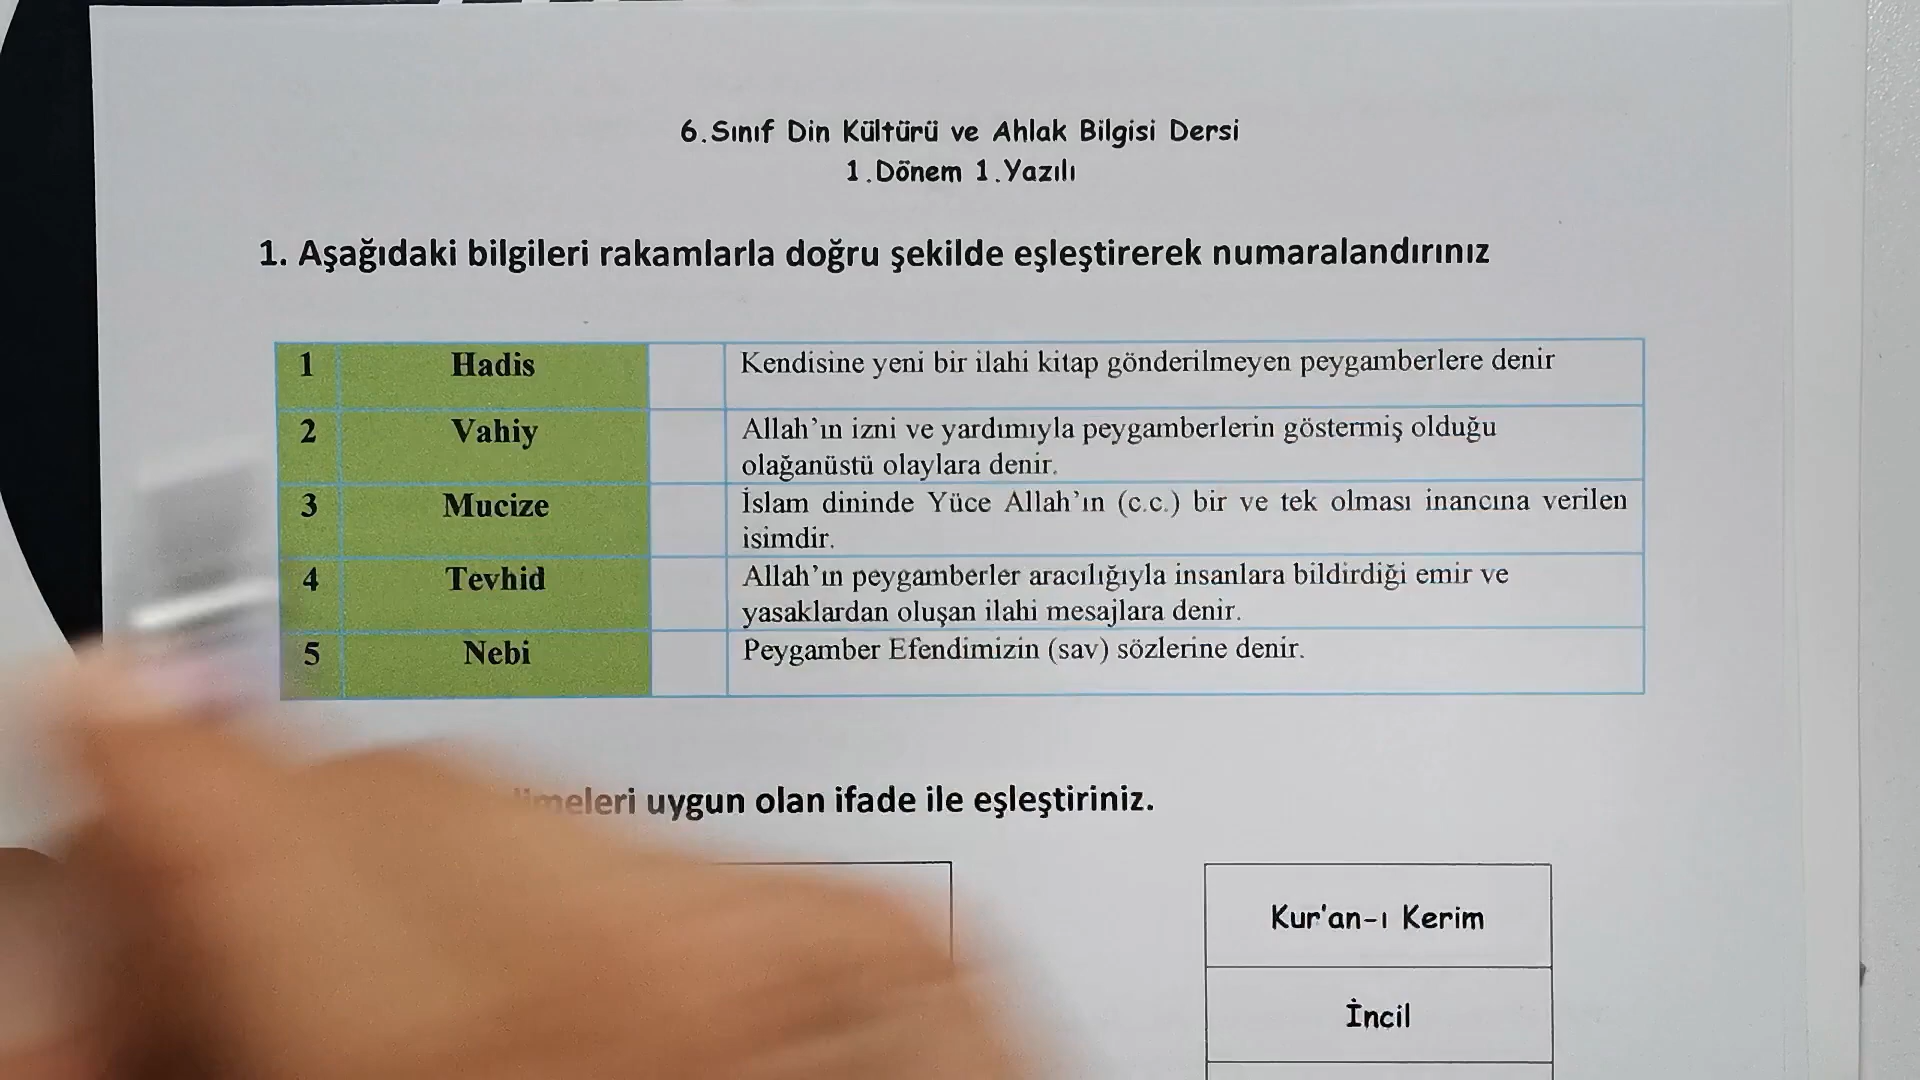 6.Sınıf Din Kültürü ve Ahlak Bilgisi Dersi
1.Dönem 1.Yazılı
1. Aşağıdaki bilgileri rakamlarla doğru şekilde eşleştirerek numaralandırınız
1 Hadis Kendisine yeni bir ilahi kitap gönderilmeyen peygamberlere denir
2 Vahiy Allah’ın izni ve yardımıyla peygamberlerin göstermiş olduğu
olağanüstü olaylara denir.
3 Mucize İslam dininde Yüce Allah’ın (c.c.) bir ve tek olması inancına verilen
isimdir.
4 Tevhid Allah’ın peygamberler aracılığıyla insanlara bildirdiği emir ve
yasaklardan oluşan ilahi mesajlara denir.
5 Nebi Peygamber Efendimizin (sav) sözlerine denir.
uygun olan ifade ile eşleştiriniz.
Kur'an-ı Kerim
İncil